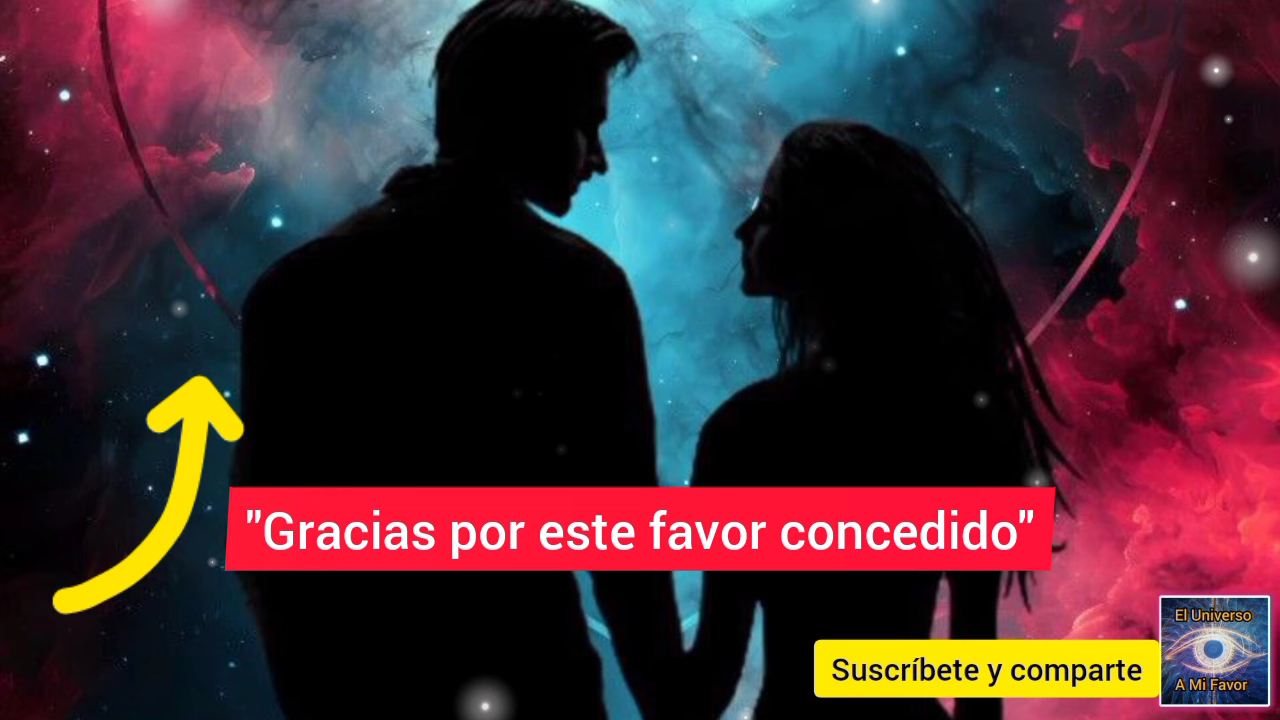 "Gracias por este favor concedido"
Suscríbete y comparte
El Universo
A Mi Favor